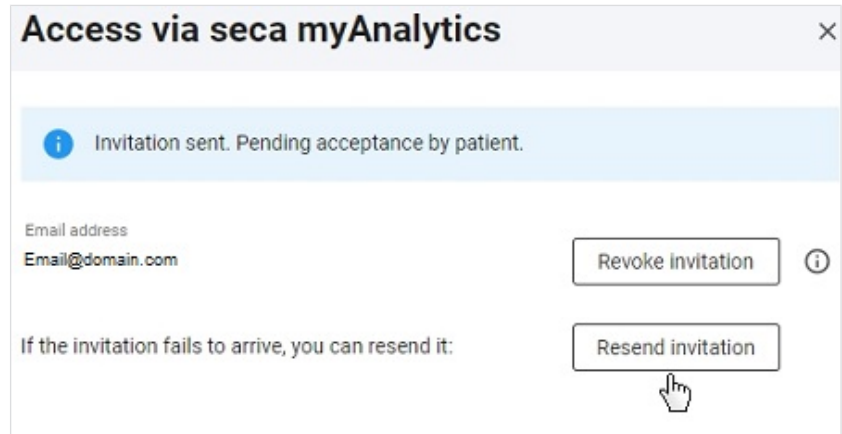 Access via seca myAnalytics
Invitation sent. Pending acceptance by patient.
Email address
Email@domain.com
Revoke invitation
If the invitation fails to arrive, you can resend it:
Resend invitation